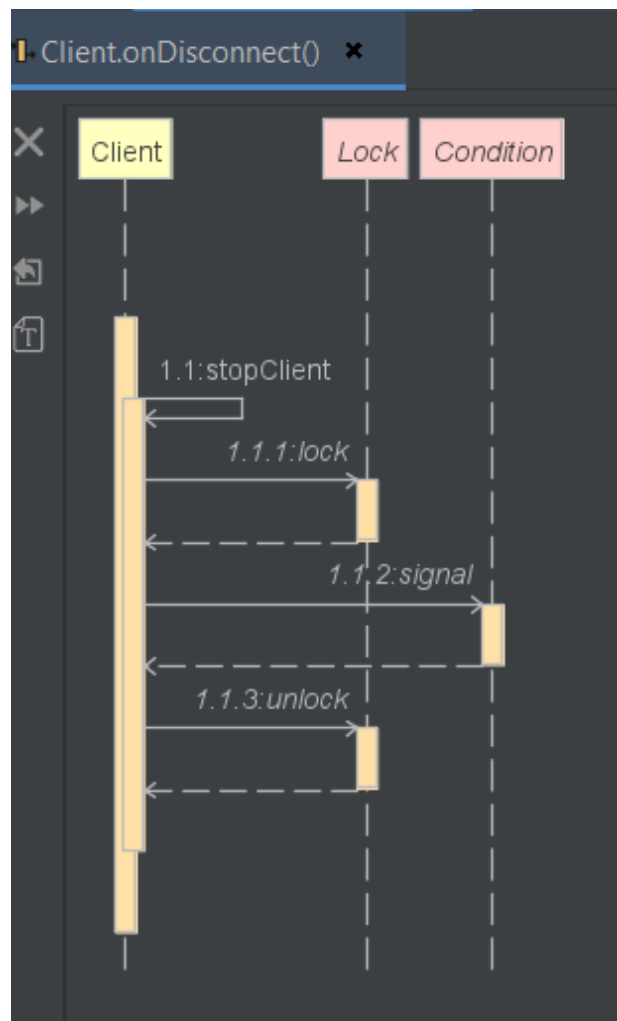 Client.onDisconnect()
Client
Lock
Condition
1.1:stopClient
1.1.1:lock
1.1.2:signal
1.1.3:unlock
T